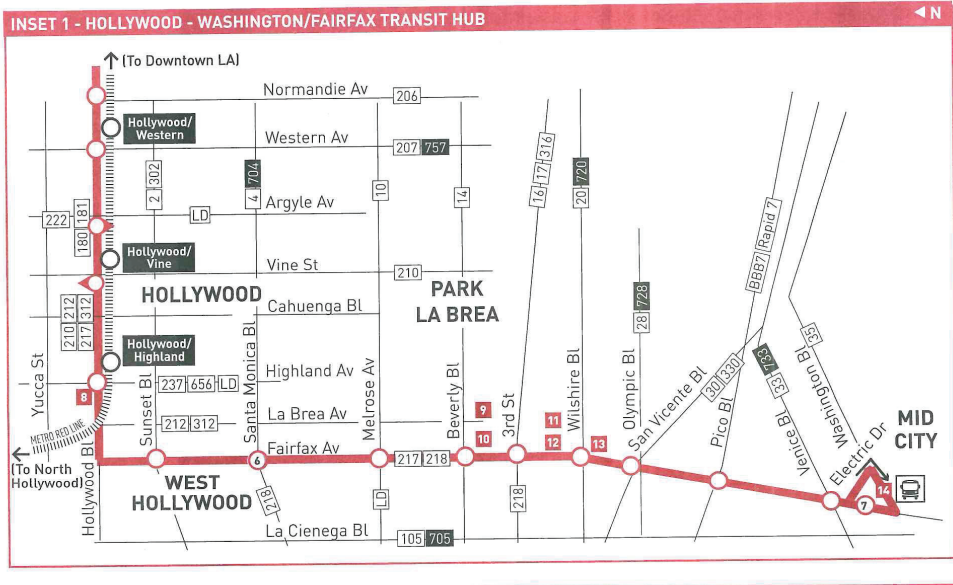 INSET 1 - HOLLYWOOD - WASHINGTON/FAIRFAX TRANSIT HUB
N
(To Downtown LA)
Normandie Av
206
Hollywood/
Western
Western Av
207 757
2 302
4 704
10
14
16 17 316
20 720
Argyle Av
LD
222
180 181
Hollywood/
Vine
Vine St
210
BBB7 Rapid 7
HOLLYWOOD
PARK
LA BREA
Cahuenga Bl
210 212
217 312
28 728
Hollywood/
Highland
Highland Av
237 656 LD
30 330
33 733
35
8
Yucca St
Hollywood Bl
Sunset Bl
Santa Monica Bl
Melrose Av
Beverly Bl
3rd St
Wilshire Bl
Olympic Bl
San Vicente Bl
Pico Bl
Venice Bl
Washington Bl
Electric Dr
La Brea Av
212 312
9
10
11
12
13
METRO RED LINE
(To North
Hollywood)
Fairfax Av
6
217 218
MID
CITY
14
7
WEST
HOLLYWOOD
218
LD
218
La Cienega Bl
105 705